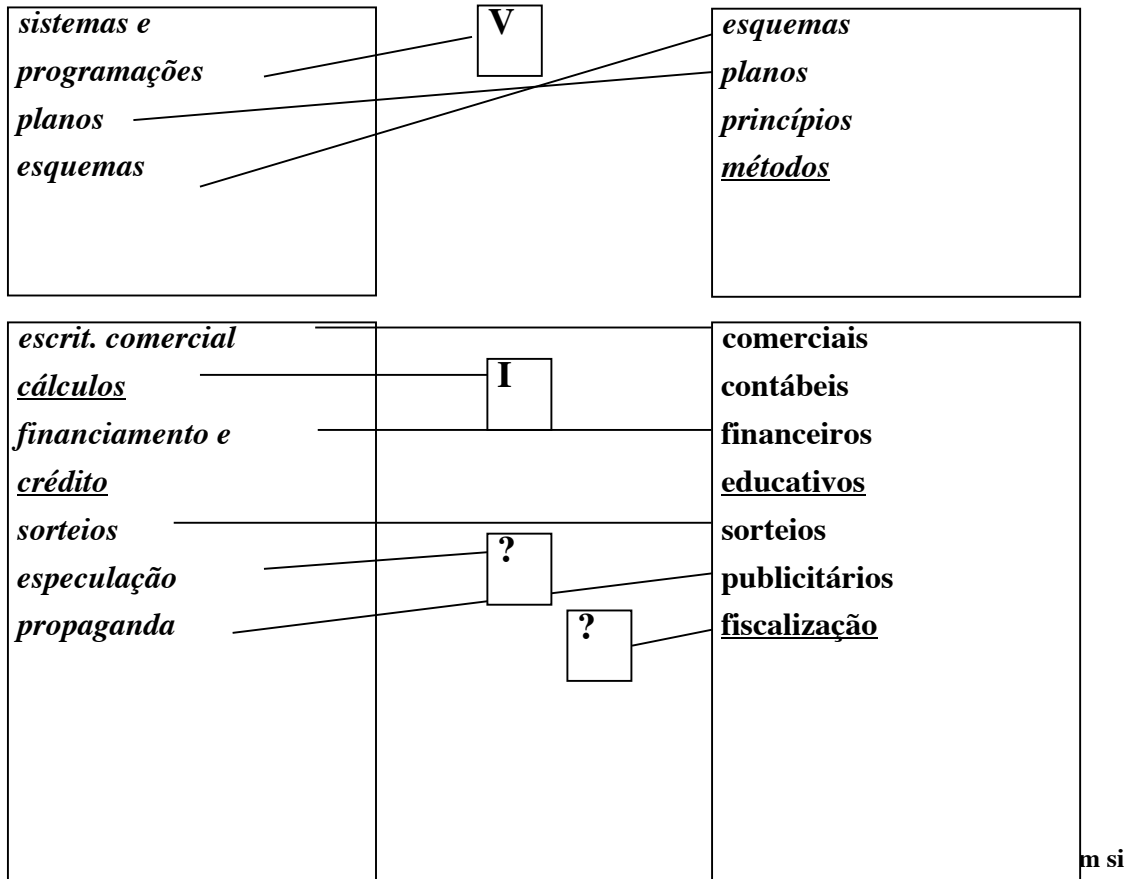 sistemas e
programações
planos
esquemas
V
esquemas
planos
princípios
métodos
escrit. comercial
cálculos
financiamento e
crédito
sorteios
especulação
propaganda
I
?
?
comerciais
contábeis
financeiros
educativos
sorteios
publicitários
fiscalização
m si